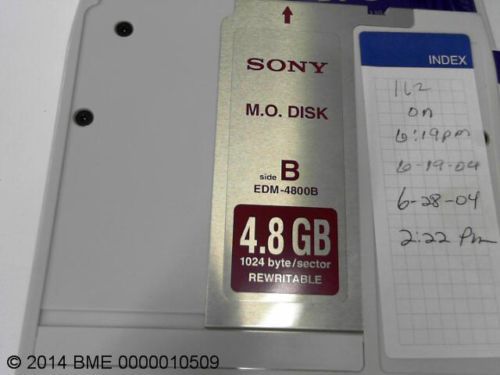 SONY
M.O. DISK
side B
EDM-4800B
4.8 GB
1024 byte/sector
REWRITABLE
INDEX
162
on
6:19pm
6-19-04
6-28-04
2:22 Pm
© 2014 BME 0000010509